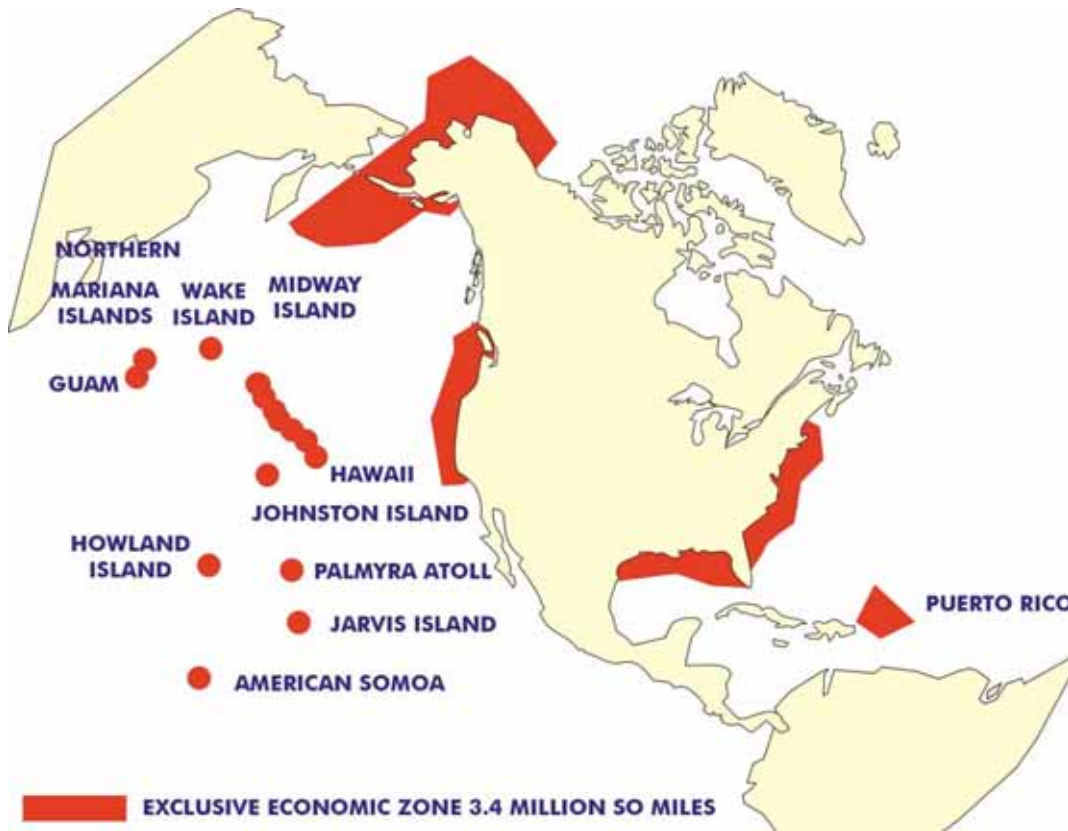 NORTHERN
MARIANA
ISLANDS
WAKE
ISLAND
MIDWAY
ISLAND
GUAM
HAWAII
JOHNSTON ISLAND
HOWLAND
ISLAND
PALMYRA ATOLL
JARVIS ISLAND
PUERTO RICO
AMERICAN SOMOA
EXCLUSIVE ECONOMIC ZONE 3.4 MILLION SO MILES